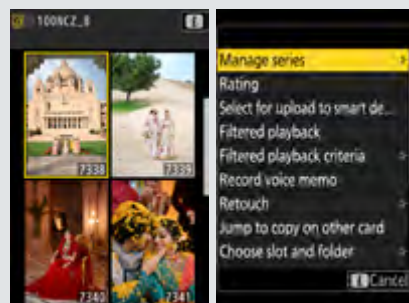 100NCZ_8
i
7338
7339
7340
7341
Manage series
Rating
Select for upload to smart de...
Filtered playback
Filtered playback criteria
Record voice memo
Retouch
Jump to copy on other card
Choose slot and folder
i Cancel